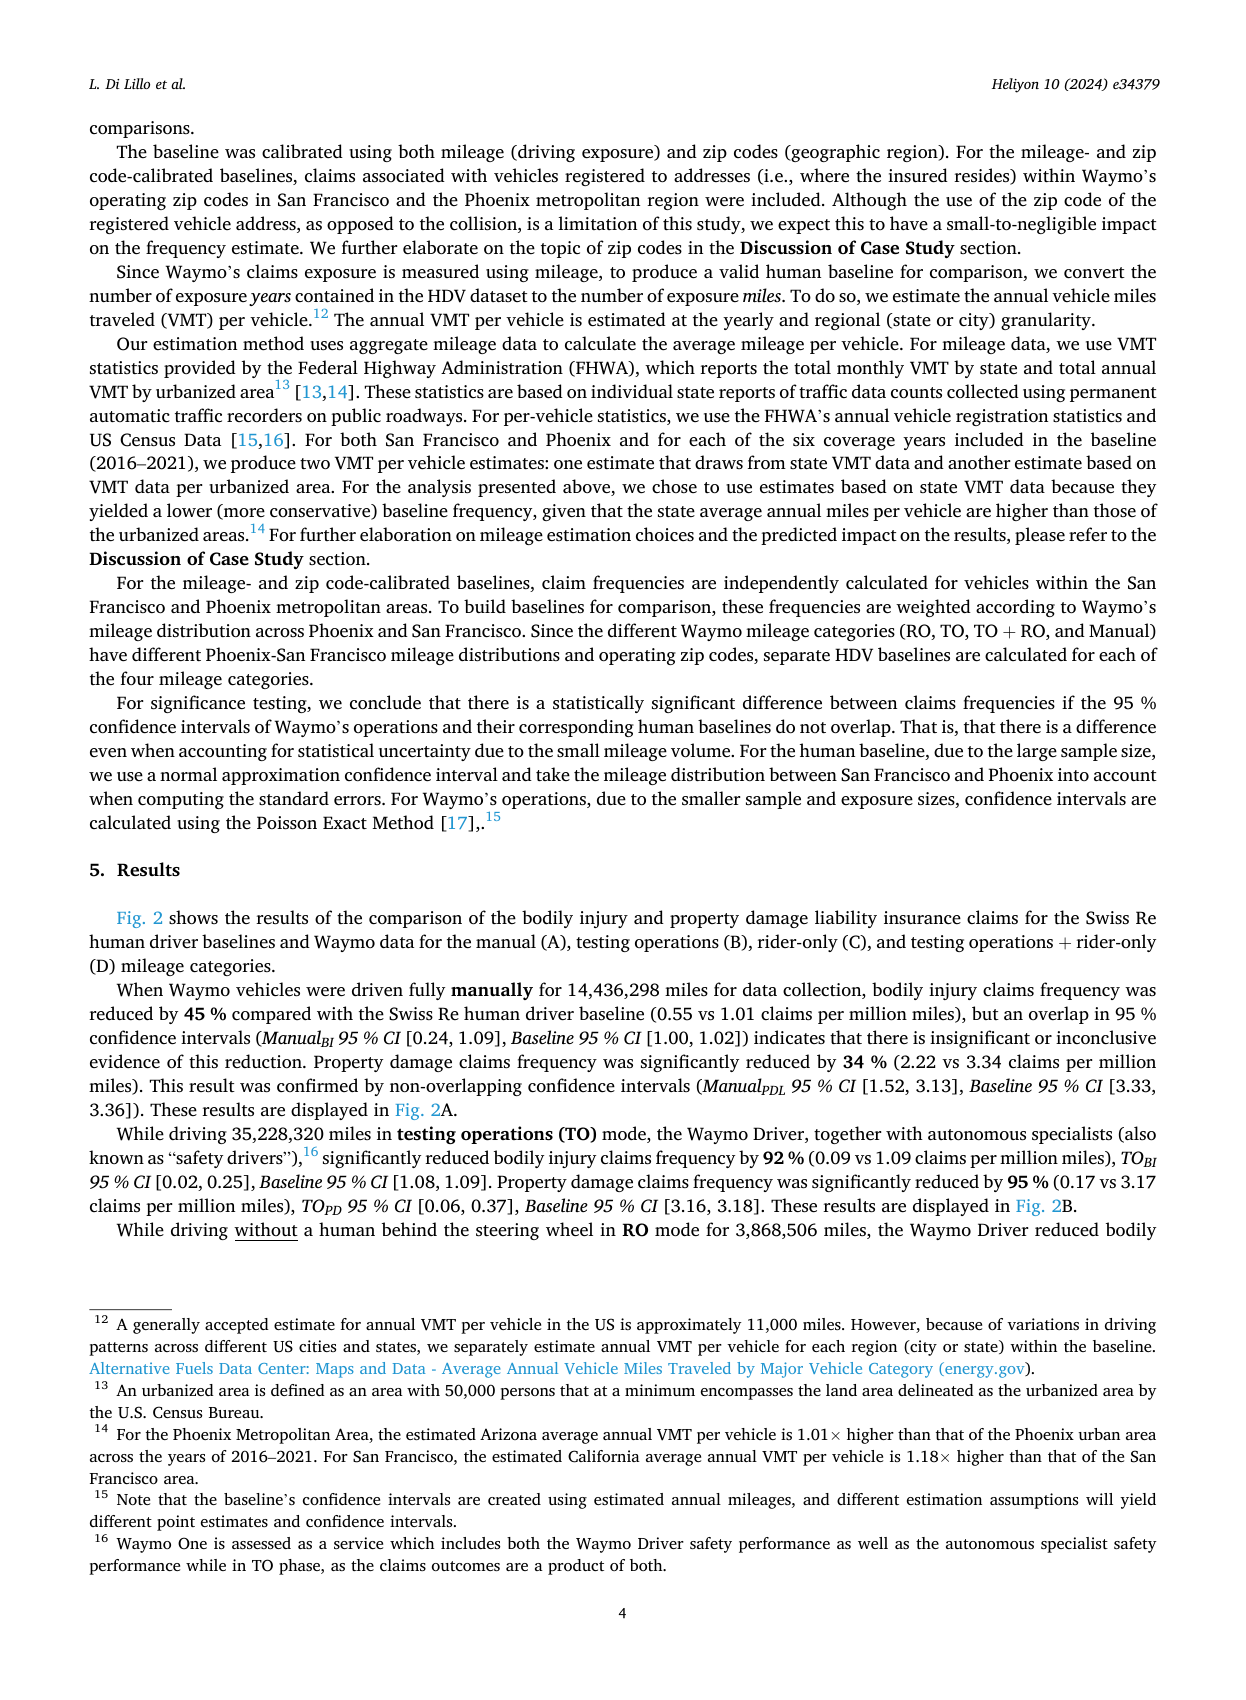 L. Di Lillo et al.
Heliyon 10 (2024) e34379
comparisons.
The baseline was calibrated using both mileage (driving exposure) and zip codes (geographic region). For the mileage- and zip
code-calibrated baselines, claims associated with vehicles registered to addresses (i.e., where the insured resides) within Waymo’s
operating zip codes in San Francisco and the Phoenix metropolitan region were included. Although the use of the zip code of the
registered vehicle address, as opposed to the collision, is a limitation of this study, we expect this to have a small-to-negligible impact
on the frequency estimate. We further elaborate on the topic of zip codes in the Discussion of Case Study section.
Since Waymo’s claims exposure is measured using mileage, to produce a valid human baseline for comparison, we convert the
number of exposure years contained in the HDV dataset to the number of exposure miles. To do so, we estimate the annual vehicle miles
traveled (VMT) per vehicle.12 The annual VMT per vehicle is estimated at the yearly and regional (state or city) granularity.
Our estimation method uses aggregate mileage data to calculate the average mileage per vehicle. For mileage data, we use VMT
statistics provided by the Federal Highway Administration (FHWA), which reports the total monthly VMT by state and total annual
VMT by urbanized area13 [13,14]. These statistics are based on individual state reports of traffic data counts collected using permanent
automatic traffic recorders on public roadways. For per-vehicle statistics, we use the FHWA’s annual vehicle registration statistics and
US Census Data [15,16]. For both San Francisco and Phoenix and for each of the six coverage years included in the baseline
(2016–2021), we produce two VMT per vehicle estimates: one estimate that draws from state VMT data and another estimate based on
VMT data per urbanized area. For the analysis presented above, we chose to use estimates based on state VMT data because they
yielded a lower (more conservative) baseline frequency, given that the state average annual miles per vehicle are higher than those of
the urbanized areas.14 For further elaboration on mileage estimation choices and the predicted impact on the results, please refer to the
Discussion of Case Study section.
For the mileage- and zip code-calibrated baselines, claim frequencies are independently calculated for vehicles within the San
Francisco and Phoenix metropolitan areas. To build baselines for comparison, these frequencies are weighted according to Waymo’s
mileage distribution across Phoenix and San Francisco. Since the different Waymo mileage categories (RO, TO, TO + RO, and Manual)
have different Phoenix-San Francisco mileage distributions and operating zip codes, separate HDV baselines are calculated for each of
the four mileage categories.
For significance testing, we conclude that there is a statistically significant difference between claims frequencies if the 95 %
confidence intervals of Waymo’s operations and their corresponding human baselines do not overlap. That is, that there is a difference
even when accounting for statistical uncertainty due to the small mileage volume. For the human baseline, due to the large sample size,
we use a normal approximation confidence interval and take the mileage distribution between San Francisco and Phoenix into account
when computing the standard errors. For Waymo’s operations, due to the smaller sample and exposure sizes, confidence intervals are
calculated using the Poisson Exact Method [17],.15
5. Results
Fig. 2 shows the results of the comparison of the bodily injury and property damage liability insurance claims for the Swiss Re
human driver baselines and Waymo data for the manual (A), testing operations (B), rider-only (C), and testing operations + rider-only
(D) mileage categories.
When Waymo vehicles were driven fully manually for 14,436,298 miles for data collection, bodily injury claims frequency was
reduced by 45 % compared with the Swiss Re human driver baseline (0.55 vs 1.01 claims per million miles), but an overlap in 95 %
confidence intervals (ManualBI 95 % CI [0.24, 1.09], Baseline 95 % CI [1.00, 1.02]) indicates that there is insignificant or inconclusive
evidence of this reduction. Property damage claims frequency was significantly reduced by 34 % (2.22 vs 3.34 claims per million
miles). This result was confirmed by non-overlapping confidence intervals (ManualPDL 95 % CI [1.52, 3.13], Baseline 95 % CI [3.33,
3.36]). These results are displayed in Fig. 2A.
While driving 35,228,320 miles in testing operations (TO) mode, the Waymo Driver, together with autonomous specialists (also
known as “safety drivers”),16 significantly reduced bodily injury claims frequency by 92 % (0.09 vs 1.09 claims per million miles), TOBI
95 % CI [0.02, 0.25], Baseline 95 % CI [1.08, 1.09]. Property damage claims frequency was significantly reduced by 95 % (0.17 vs 3.17
claims per million miles), TOPD 95 % CI [0.06, 0.37], Baseline 95 % CI [3.16, 3.18]. These results are displayed in Fig. 2B.
While driving without a human behind the steering wheel in RO mode for 3,868,506 miles, the Waymo Driver reduced bodily
12 A generally accepted estimate for annual VMT per vehicle in the US is approximately 11,000 miles. However, because of variations in driving
patterns across different US cities and states, we separately estimate annual VMT per vehicle for each region (city or state) within the baseline.
Alternative Fuels Data Center: Maps and Data - Average Annual Vehicle Miles Traveled by Major Vehicle Category (energy.gov).
13 An urbanized area is defined as an area with 50,000 persons that at a minimum encompasses the land area delineated as the urbanized area by
the U.S. Census Bureau.
14 For the Phoenix Metropolitan Area, the estimated Arizona average annual VMT per vehicle is 1.01× higher than that of the Phoenix urban area
across the years of 2016–2021. For San Francisco, the estimated California average annual VMT per vehicle is 1.18× higher than that of the San
Francisco area.
15 Note that the baseline’s confidence intervals are created using estimated annual mileages, and different estimation assumptions will yield
different point estimates and confidence intervals.
16 Waymo One is assessed as a service which includes both the Waymo Driver safety performance as well as the autonomous specialist safety
performance while in TO phase, as the claims outcomes are a product of both.
4